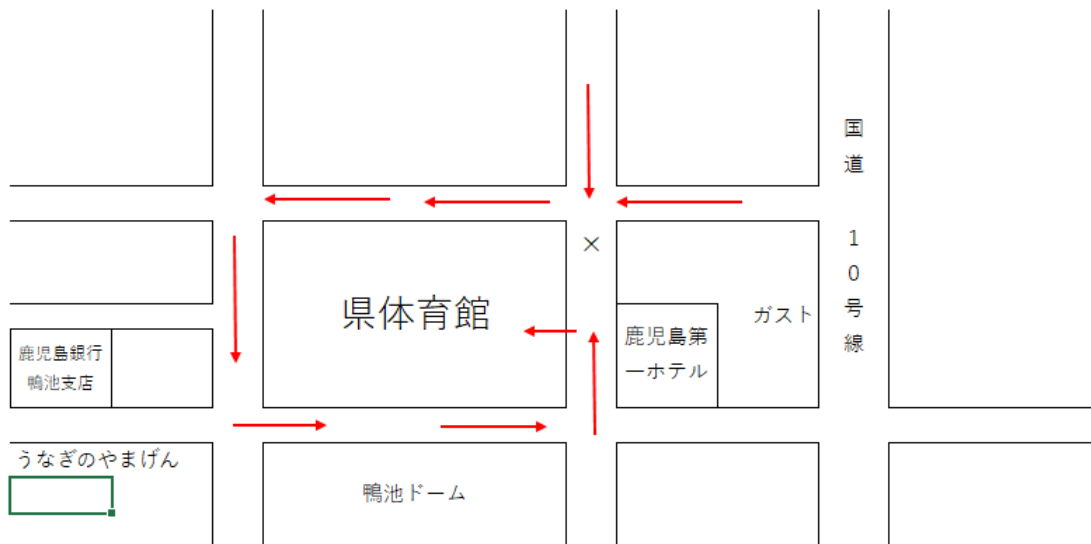 国道 10号線
×
県体育館
ガスト
鹿児島第
一ホテル
鹿児島銀行
鴨池支店
うなぎのやまげん
鴨池ドーム